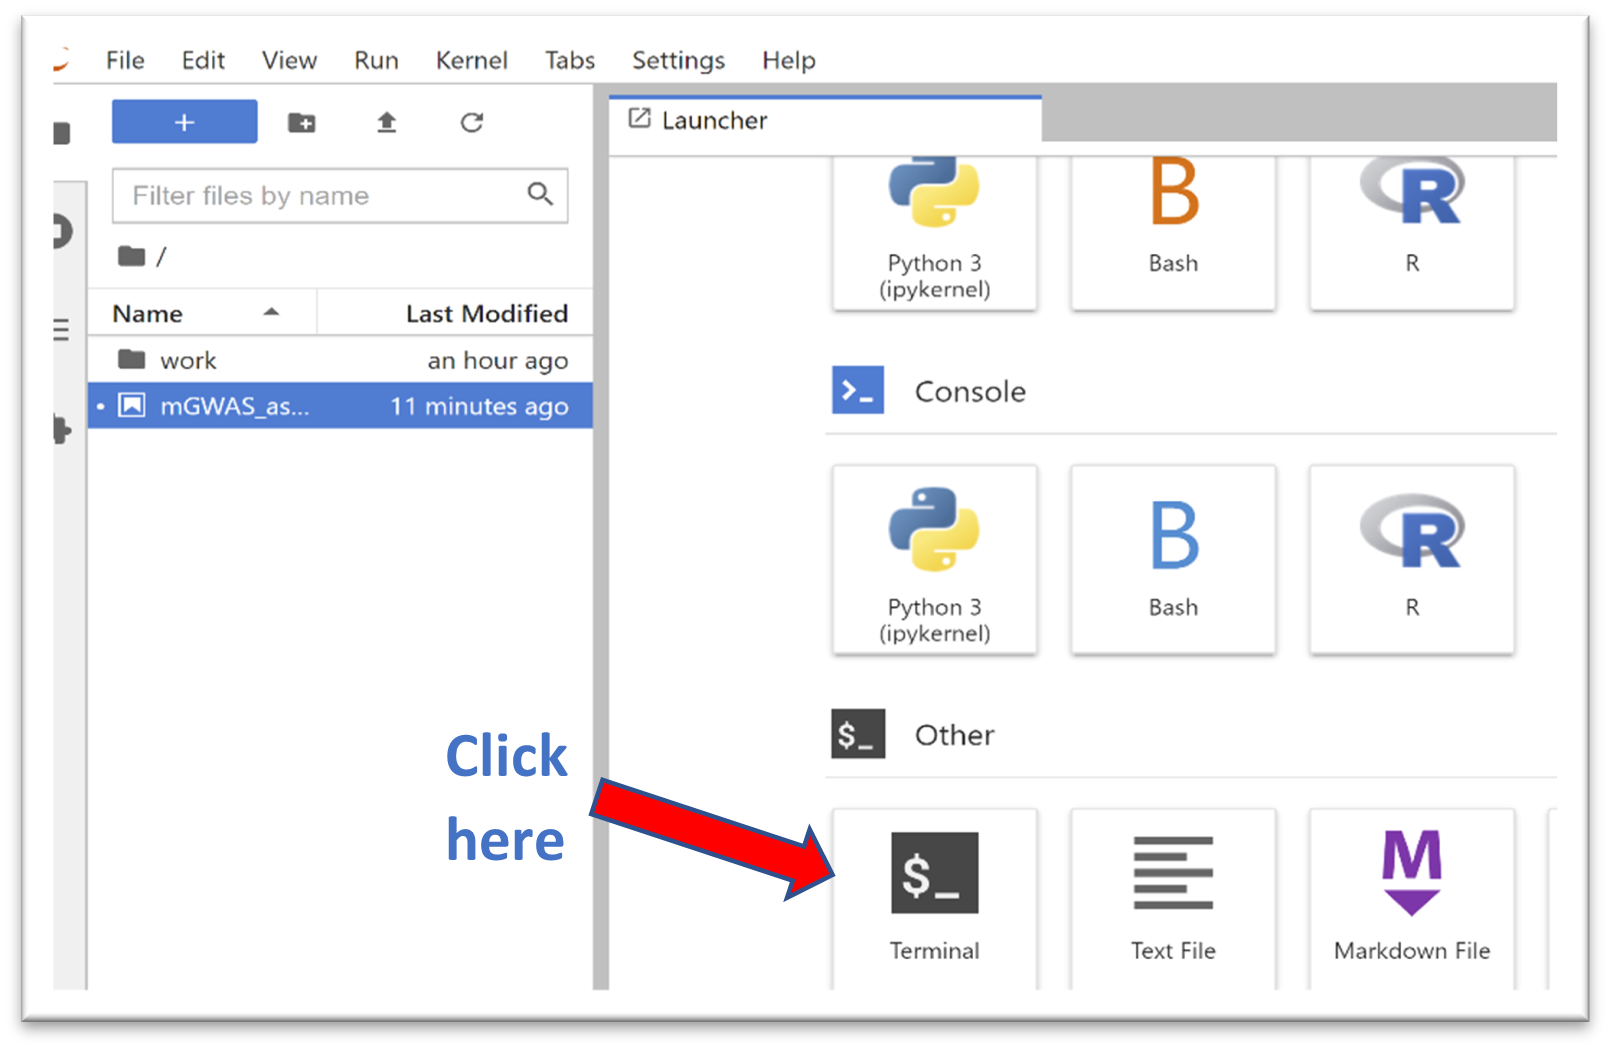 File Edit View Run Kernel Tabs Settings Help
+
Filter files by name
/
Name Last Modified
work an hour ago
mGWAS_as... 11 minutes ago
Launcher
Python 3
(ipykernel)
B
Bash
R
R
Console
Python 3
(ipykernel)
B
Bash
R
R
$_ Other
Click
here
$_
Terminal
Text File
M
Markdown File